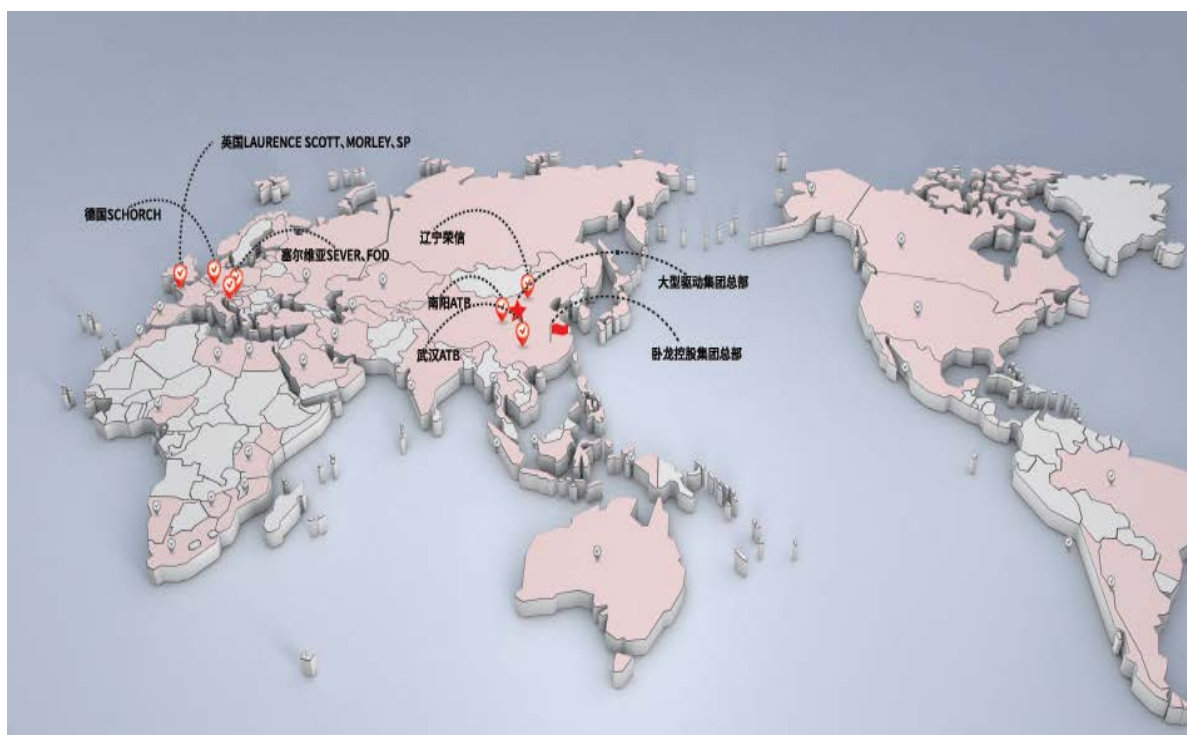 英国LAURENCE SCOTT、MORLEY、SP
德国SCHORCH
塞尔维亚SEVER、FOD
辽宁荣信
大型驱动集团总部
南阳ATB
武汉ATB
卧龙控股集团总部